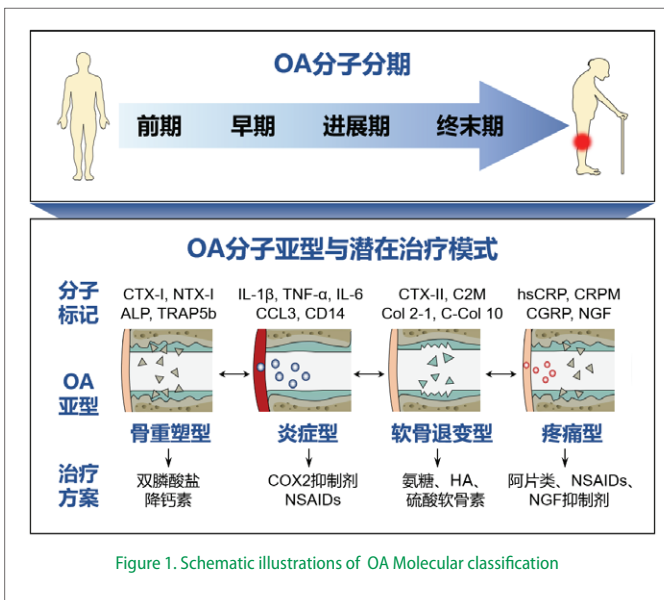 OA分子分期
前期 早期 进展期 终末期
OA分子亚型与潜在治疗模式
分子
标记
CTX-I, NTX-I
ALP, TRAP5b
IL-1β, TNF-α, IL-6
CCL3, CD14
CTX-II, C2M
Col 2-1, C-Col 10
hsCRP, CRPM
CGRP, NGF
OA
亚型
骨重塑型
炎症型
软骨退变型
疼痛型
治疗
方案
双膦酸盐
降钙素
COX2抑制剂
NSAIDs
氨糖、HA、
硫酸软骨素
阿片类、NSAIDs、
NGF抑制剂
Figure 1. Schematic illustrations of OA Molecular classification